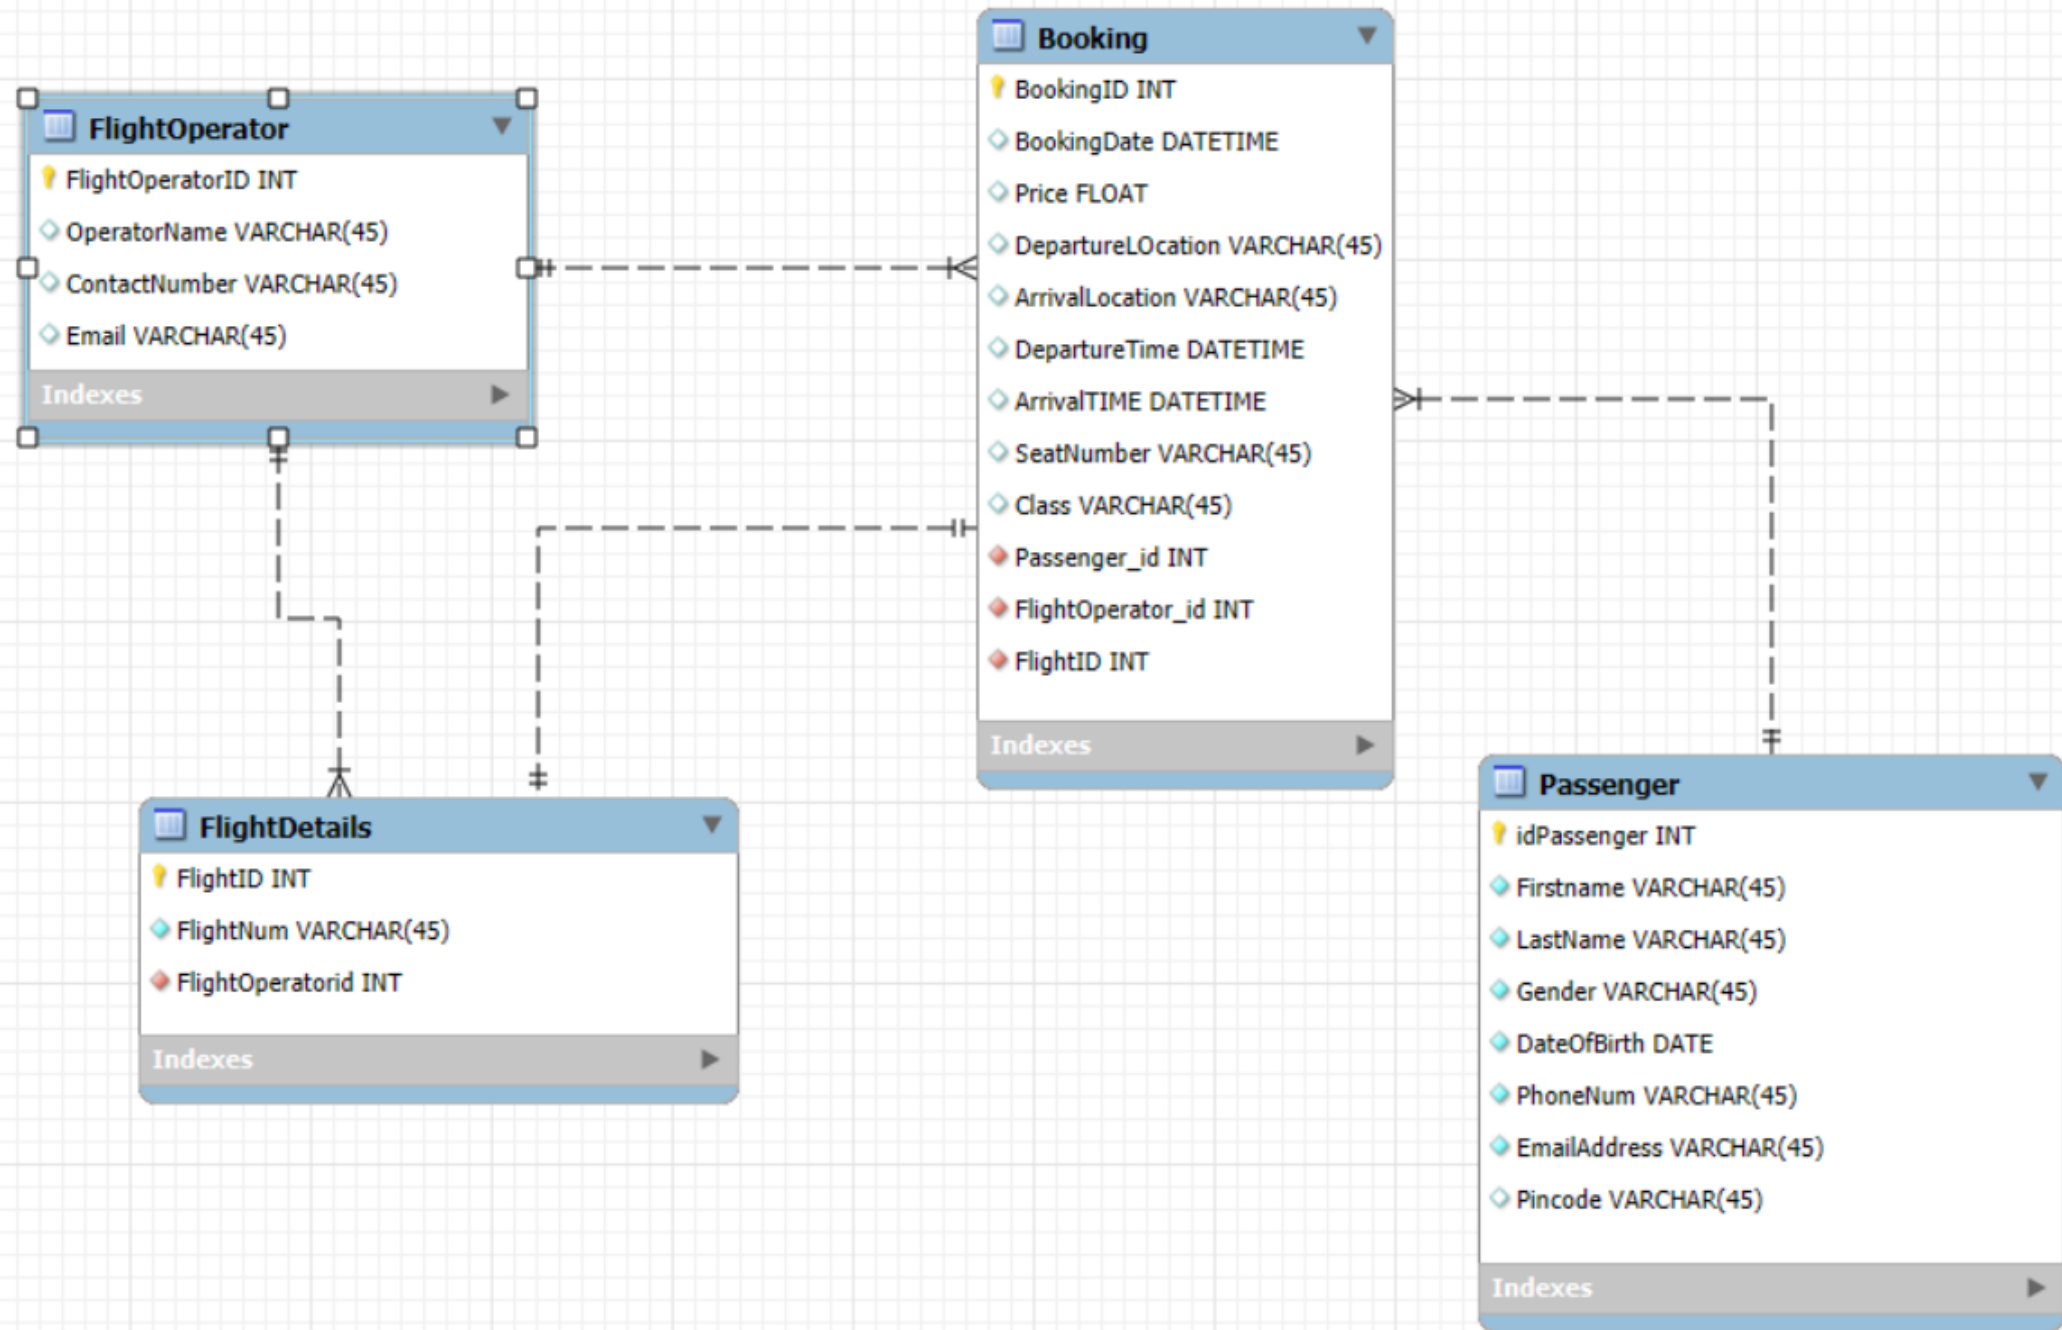 FlightOperator
FlightOperatorID INT
OperatorName VARCHAR(45)
ContactNumber VARCHAR(45)
Email VARCHAR(45)
Indexes
Booking
BookingID INT
BookingDate DATETIME
Price FLOAT
DepartureLOcation VARCHAR(45)
ArrivalLocation VARCHAR(45)
DepartureTime DATETIME
ArrivalTIME DATETIME
SeatNumber VARCHAR(45)
Class VARCHAR(45)
Passenger_id INT
FlightOperator_id INT
FlightID INT
Indexes
FlightDetails
FlightID INT
FlightNum VARCHAR(45)
FlightOperatorid INT
Indexes
Passenger
idPassenger INT
Firstname VARCHAR(45)
LastName VARCHAR(45)
Gender VARCHAR(45)
DateOfBirth DATE
PhoneNum VARCHAR(45)
EmailAddress VARCHAR(45)
Pincode VARCHAR(45)
Indexes